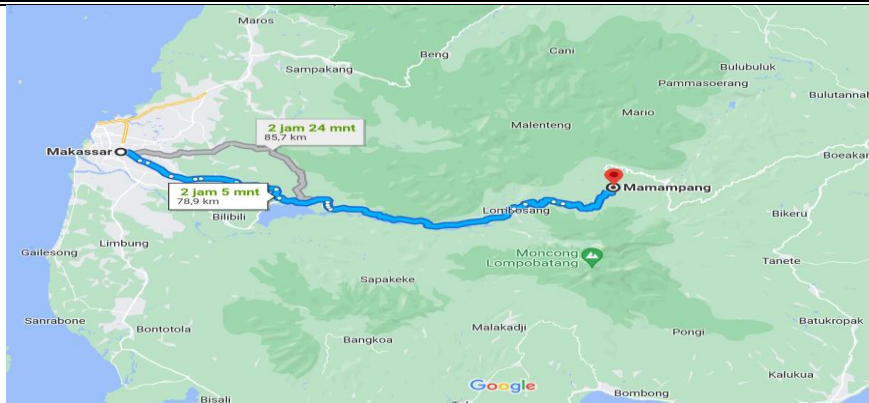 Maros
Beng
Cani
Sampakang
Bulubuluk
Pammasoerang
Bulutannah
Mario
2 jam 24 mnt
85,7 km
Malenteng
Makassar
Boeakar
Mamampang
2 jam 5 mnt
78,9 km
Bilibili
Lombosang
Bikeru
Limbung
Gailesong
Moncong
Lompobatang
Tanete
Sapakeke
Sanrabone
Bontotola
Malakadji
Pongi
Batukropak
Bangkoa
Kalukua
Google
Bombong
Bisali